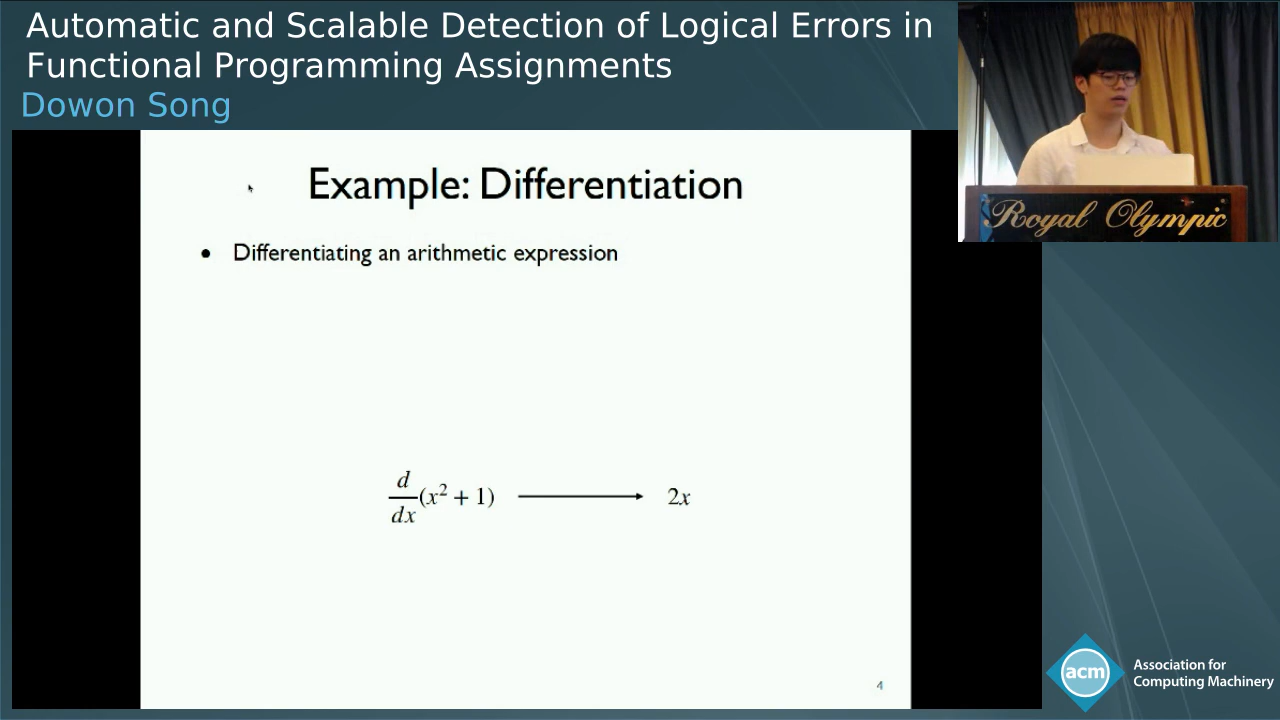 Automatic and Scalable Detection of Logical Errors in
Functional Programming Assignments
Dowon Song
Royal Olympic
Example: Differentiation
• Differentiating an arithmetic expression
d/dx (x² + 1) ⟶ 2x
4
acm
Association for
Computing Machinery